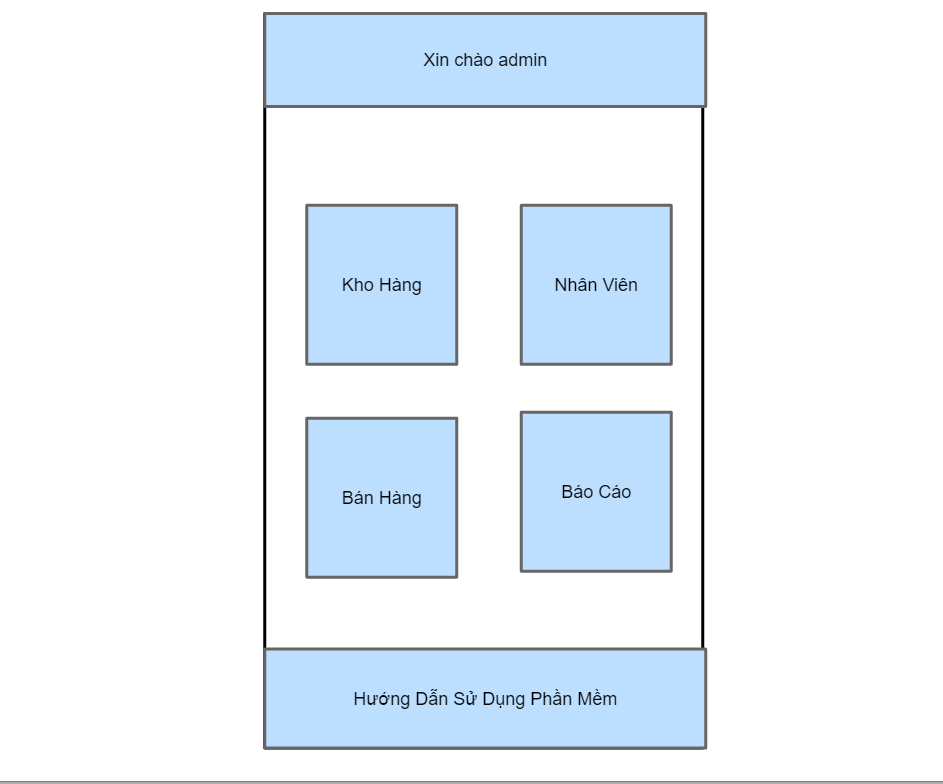 Xin chào admin
Kho Hàng
Nhân Viên
Bán Hàng
Báo Cáo
Hướng Dẫn Sử Dụng Phần Mềm